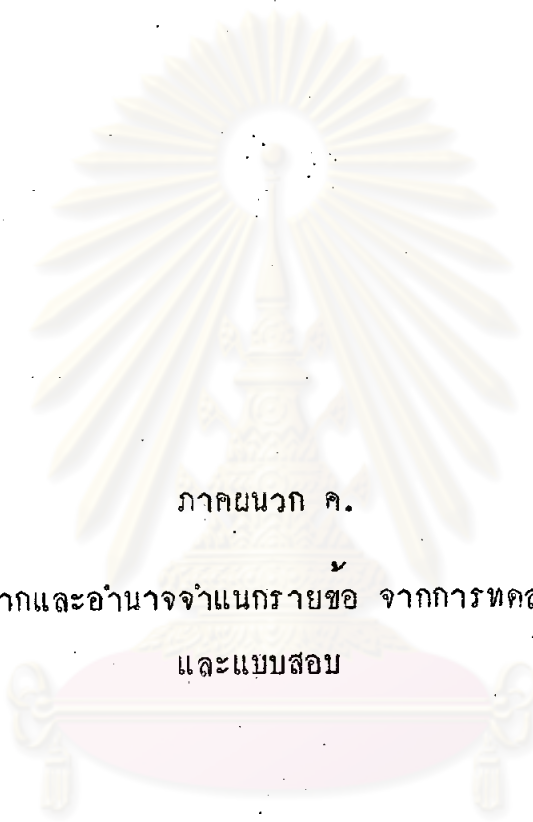 ภาคผนวก ค.
ากและอำนาจจำแนกรายข้อ จากการทดส
และแบบสอบ